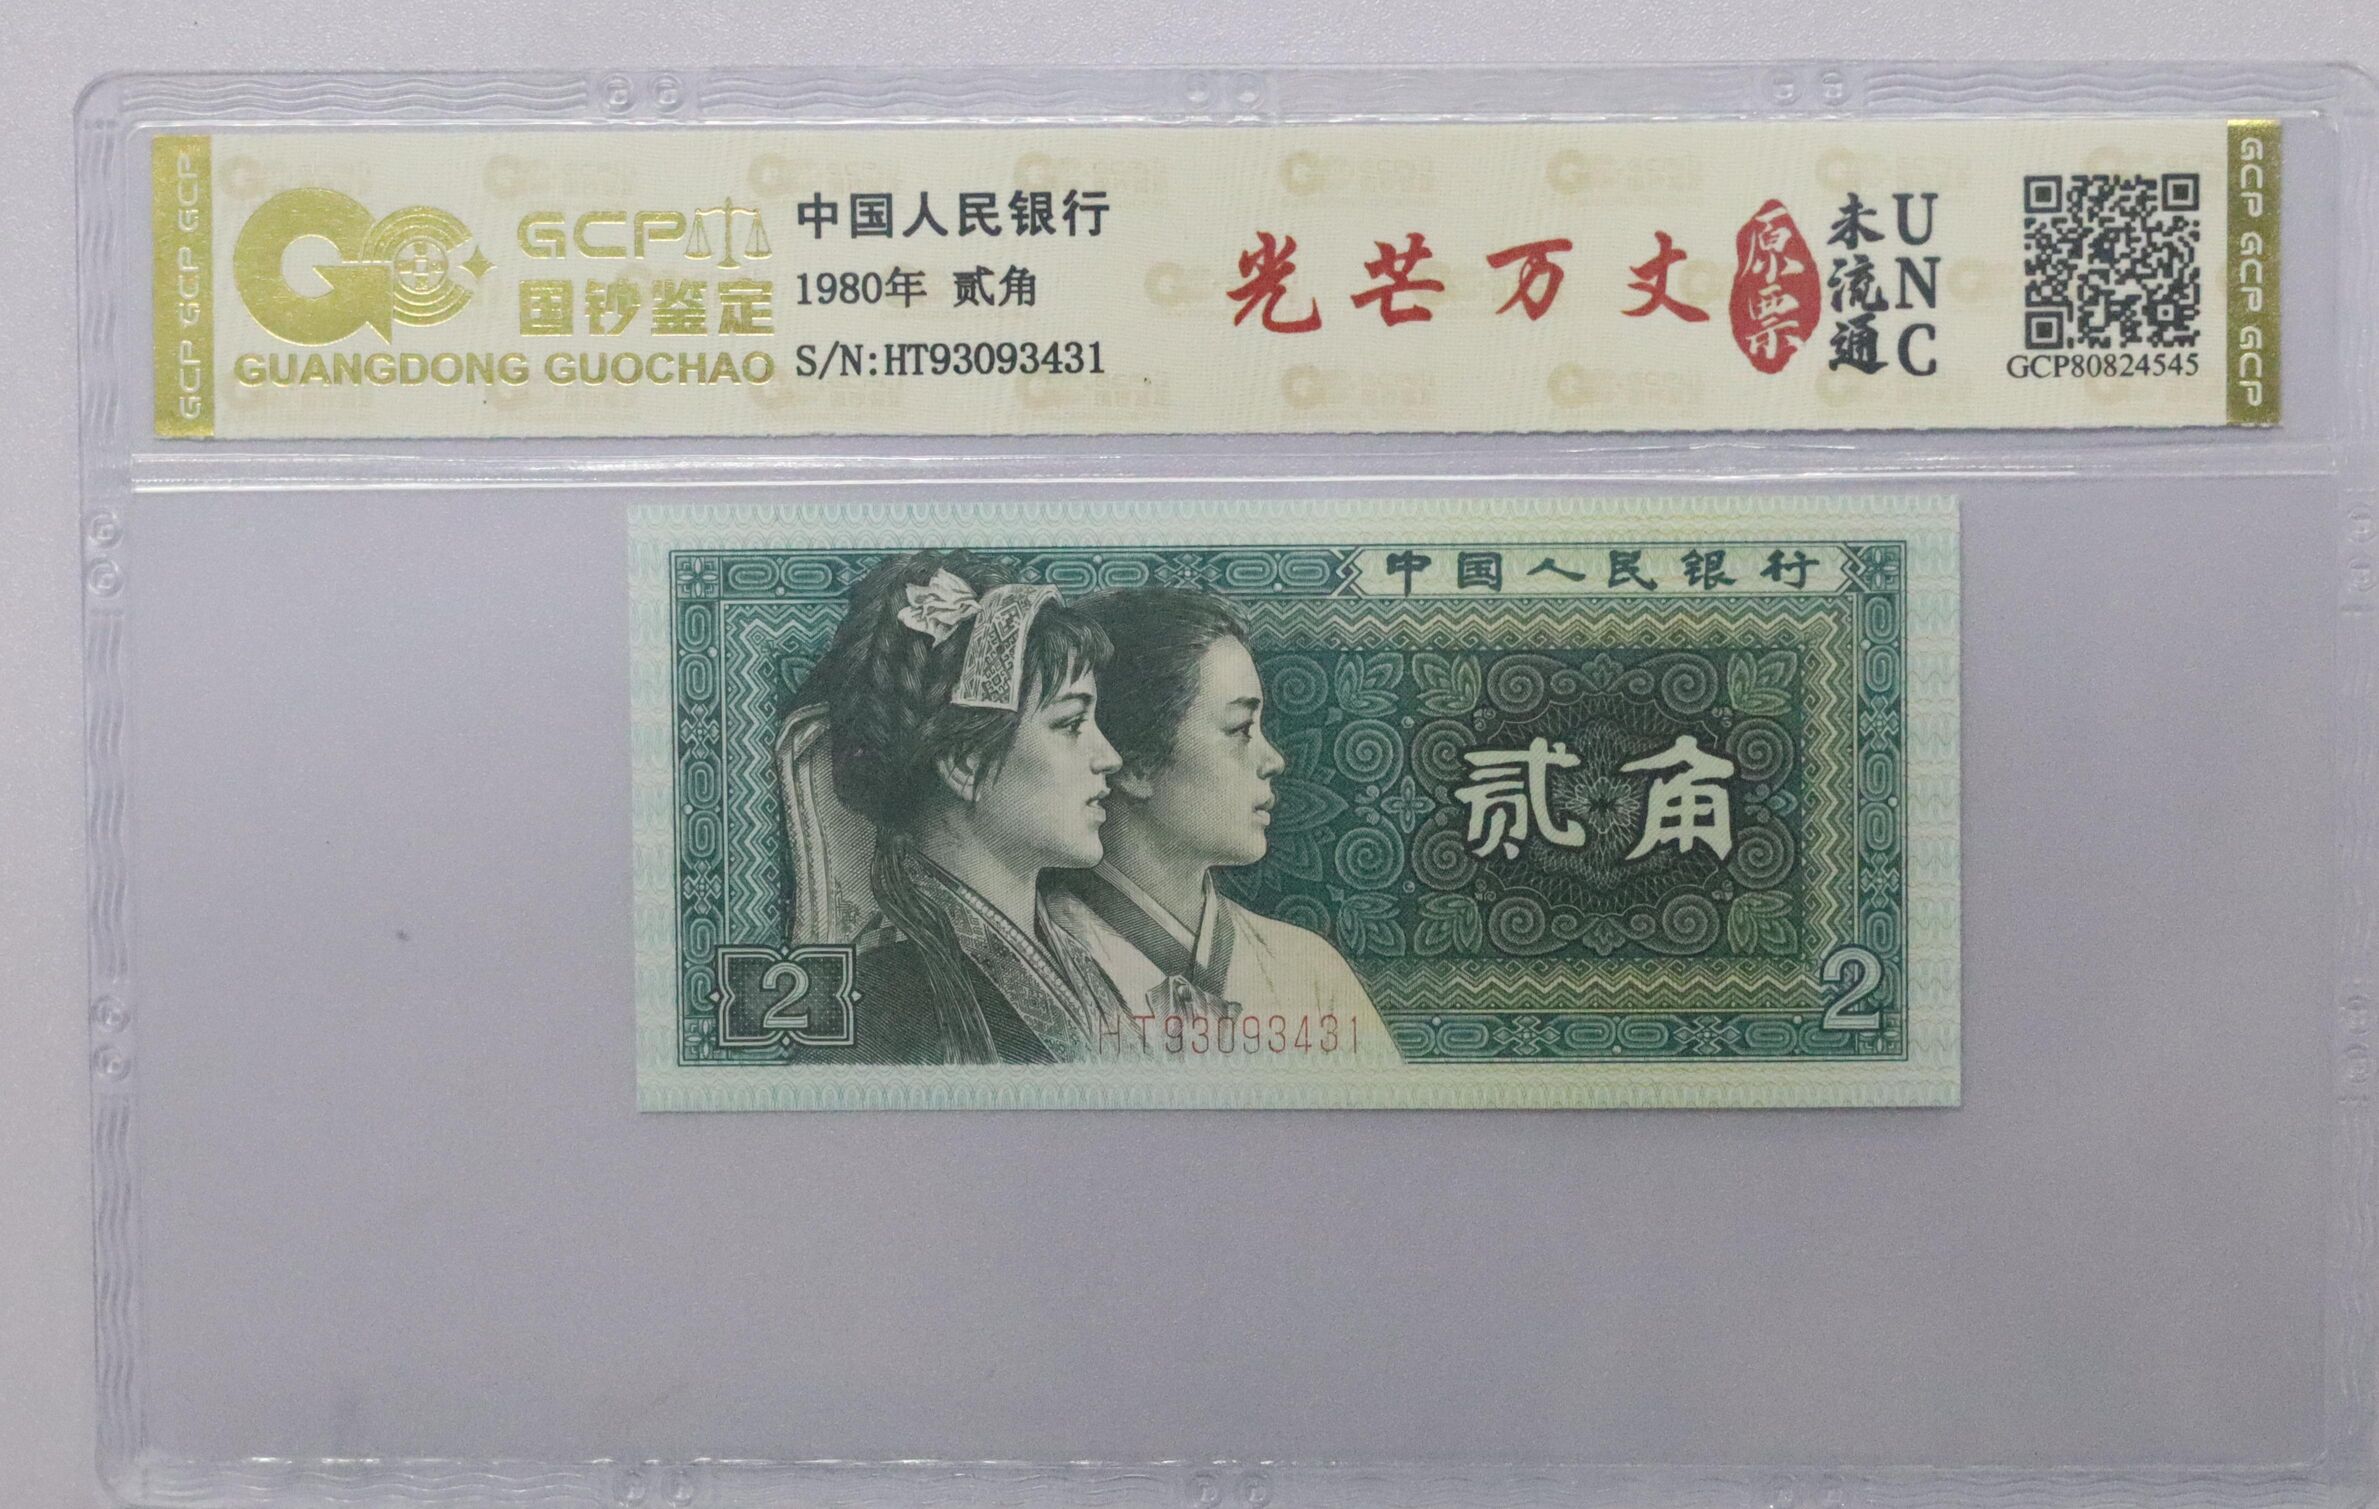 GCP
国钞鉴定
GUANGDONG GUOCHAO
中国人民银行
1980年 贰角
S/N:HT93093431
光芒万丈
原票
未流通
UNC
GCP80824545
GCP GCP GCP
GCP GCP GCP
中国人民银行
贰角
2
2
HT93093431